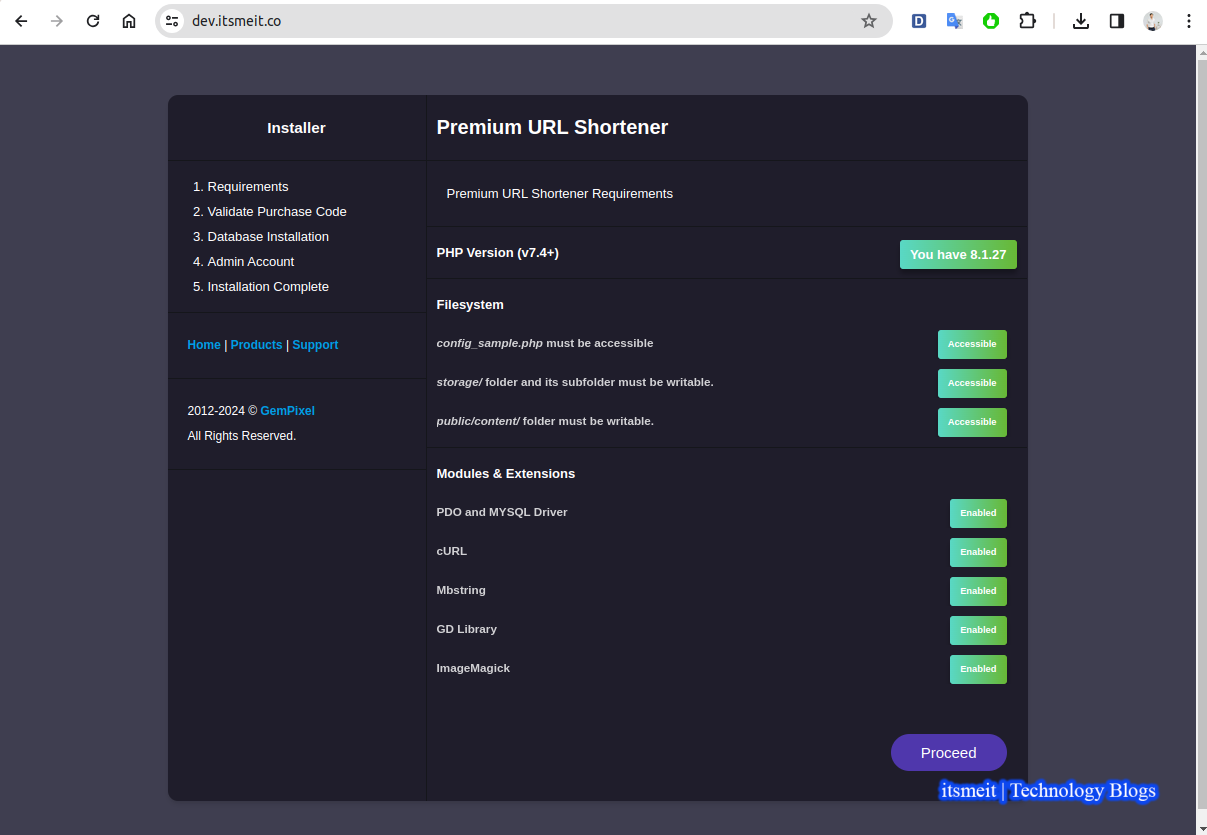 dev.itsmeit.co
Installer
1. Requirements
2. Validate Purchase Code
3. Database Installation
4. Admin Account
5. Installation Complete
Home | Products | Support
2012-2024 © GemPixel
All Rights Reserved.
Premium URL Shortener
Premium URL Shortener Requirements
PHP Version (v7.4+) You have 8.1.27
Filesystem
config_sample.php must be accessible Accessible
storage/ folder and its subfolder must be writable. Accessible
public/content/ folder must be writable. Accessible
Modules & Extensions
PDO and MYSQL Driver Enabled
cURL Enabled
Mbstring Enabled
GD Library Enabled
ImageMagick Enabled
Proceed
itsmeit | Technology Blogs